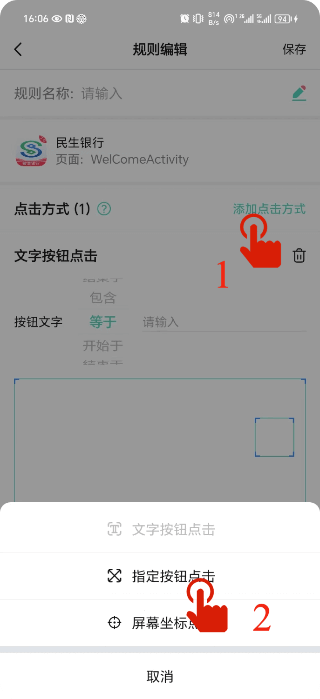 16:06 814 B/s 94
规则编辑 保存
规则名称: 请输入
民生银行
页面: WelComeActivity
点击方式 (1) ? 添加点击方式
1
文字按钮点击
包含
按钮文字 等于 请输入
开始于
文字按钮点击
指定按钮点击
屏幕坐标点
2
取消